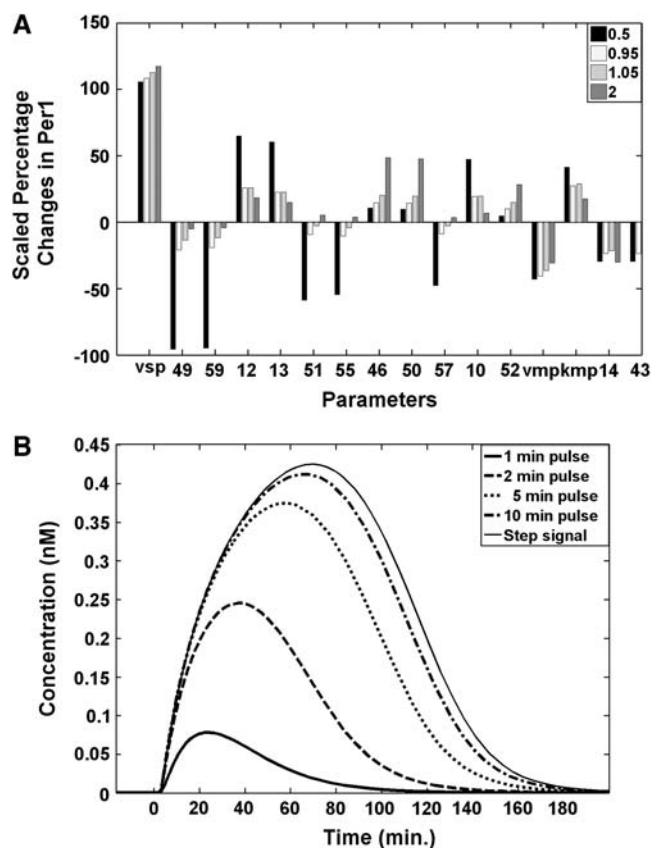 A
150
100
50
0
-50
-100
Scaled Percentage
Changes in Per1
0.5
0.95
1.05
2
vsp 49 59 12 13 51 55 46 50 57 10 52 vmpkmp14 43
Parameters
B
0.45
0.4
0.35
0.3
0.25
0.2
0.15
0.1
0.05
0
Concentration (nM)
1 min pulse
2 min pulse
5 min pulse
10 min pulse
Step signal
0 20 40 60 80 100 120 140 160 180
Time (min.)